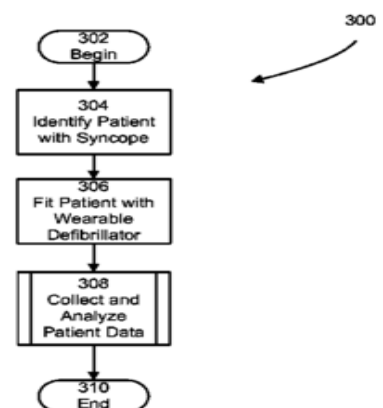 300
302
Begin
304
Identify Patient
with Syncope
306
Fit Patient with
Wearable
Defibrillator
308
Collect and
Analyze
Patient Data
310
End